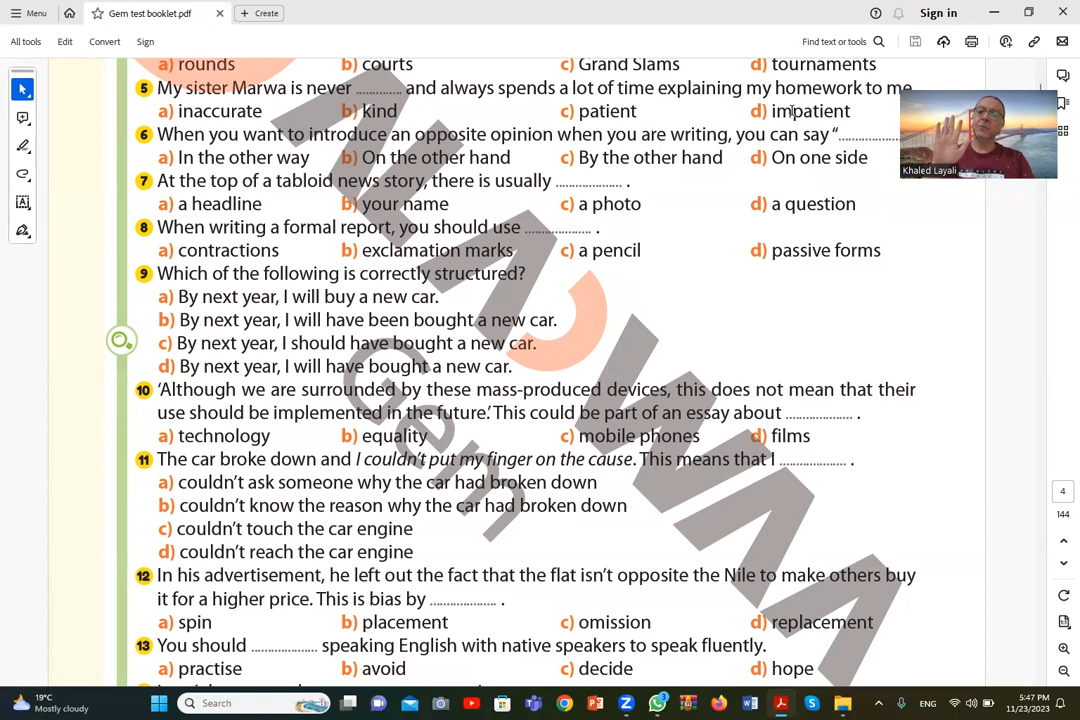 Menu
Gem test booklet.pdf
Create
Sign in
All tools
Edit
Convert
Sign
Find text or tools
a) rounds b) courts c) Grand Slams d) tournaments
5 My sister Marwa is never .............. and always spends a lot of time explaining my homework to me.
a) inaccurate b) kind c) patient d) impatient
6 When you want to introduce an opposite opinion when you are writing, you can say “....................
a) In the other way b) On the other hand c) By the other hand d) On one side
7 At the top of a tabloid news story, there is usually .................... .
a) a headline b) your name c) a photo d) a question
8 When writing a formal report, you should use .................... .
a) contractions b) exclamation marks c) a pencil d) passive forms
9 Which of the following is correctly structured?
a) By next year, I will buy a new car.
b) By next year, I will have been bought a new car.
c) By next year, I should have bought a new car.
d) By next year, I will have bought a new car.
10 ‘Although we are surrounded by these mass-produced devices, this does not mean that their
use should be implemented in the future.’ This could be part of an essay about .................... .
a) technology b) equality c) mobile phones d) films
11 The car broke down and I couldn’t put my finger on the cause. This means that I .................... .
a) couldn’t ask someone why the car had broken down
b) couldn’t know the reason why the car had broken down
c) couldn’t touch the car engine
d) couldn’t reach the car engine
12 In his advertisement, he left out the fact that the flat isn’t opposite the Nile to make others buy
it for a higher price. This is bias by .................... .
a) spin b) placement c) omission d) replacement
13 You should .................... speaking English with native speakers to speak fluently.
a) practise b) avoid c) decide d) hope
Gem
Khaled Layali
4
144
19°C
Mostly cloudy
Search
3
ENG
5:47 PM
11/23/2023